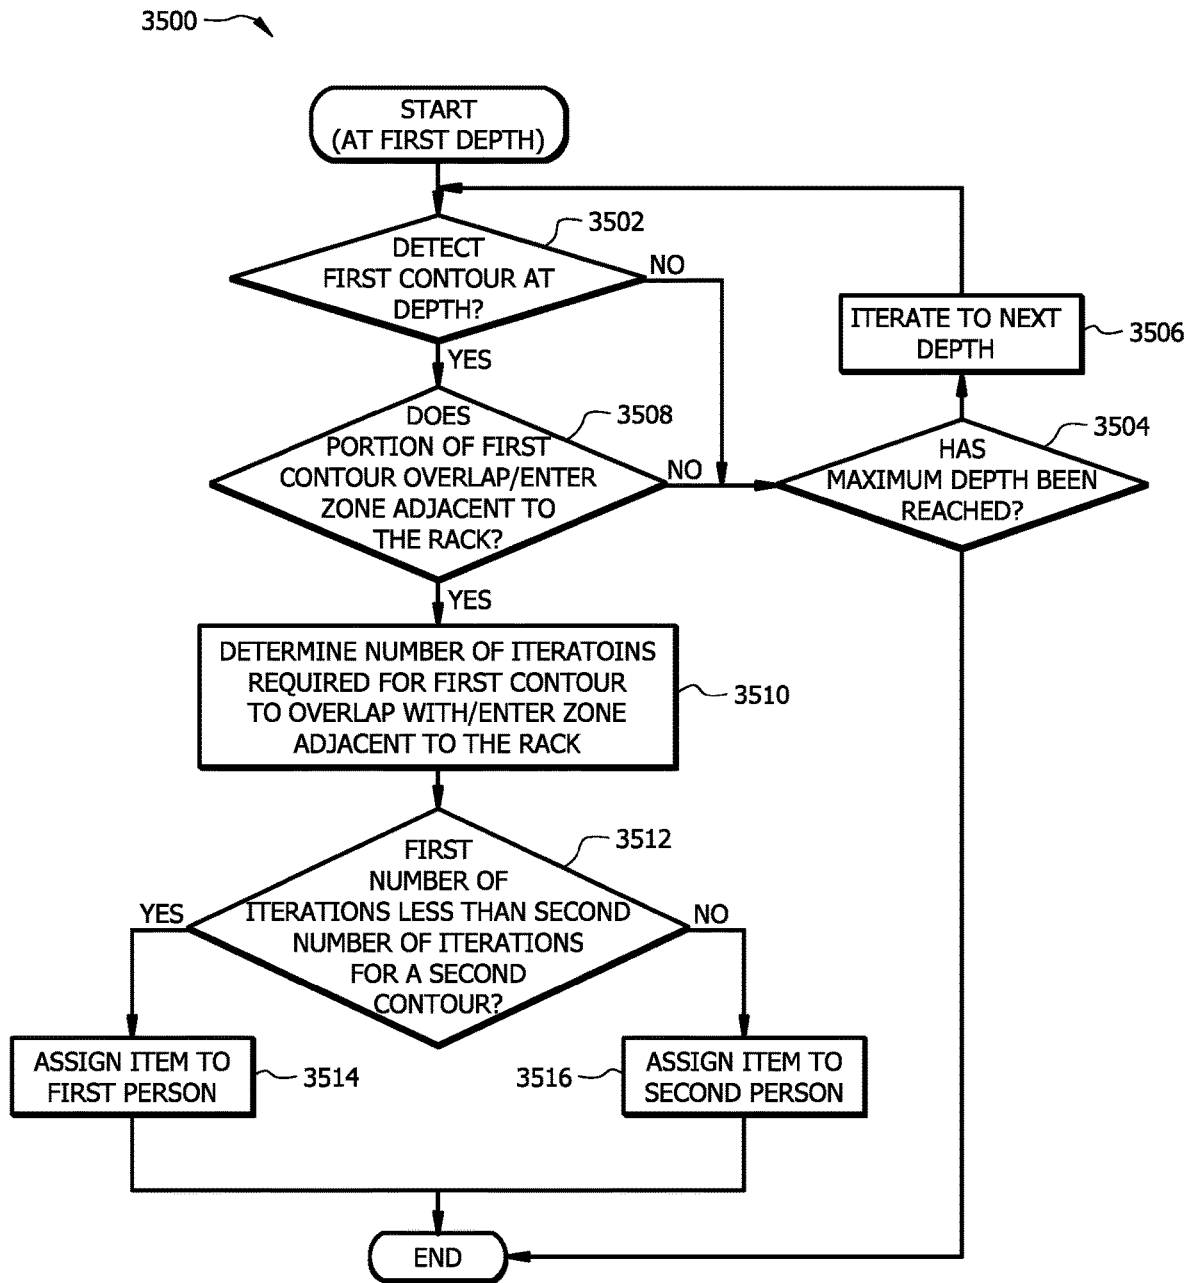 3500
START
(AT FIRST DEPTH)
3502
DETECT
FIRST CONTOUR AT
DEPTH?
NO
YES
ITERATE TO NEXT
DEPTH
3506
DOES
PORTION OF FIRST
CONTOUR OVERLAP/ENTER
ZONE ADJACENT TO
THE RACK?
3508
NO
YES
HAS
MAXIMUM DEPTH BEEN
REACHED?
3504
DETERMINE NUMBER OF ITERATOINS
REQUIRED FOR FIRST CONTOUR
TO OVERLAP WITH/ENTER ZONE
ADJACENT TO THE RACK
3510
FIRST
NUMBER OF
ITERATIONS LESS THAN SECOND
NUMBER OF ITERATIONS
FOR A SECOND
CONTOUR?
3512
YES
NO
ASSIGN ITEM TO
FIRST PERSON
3514
3516
ASSIGN ITEM TO
SECOND PERSON
END